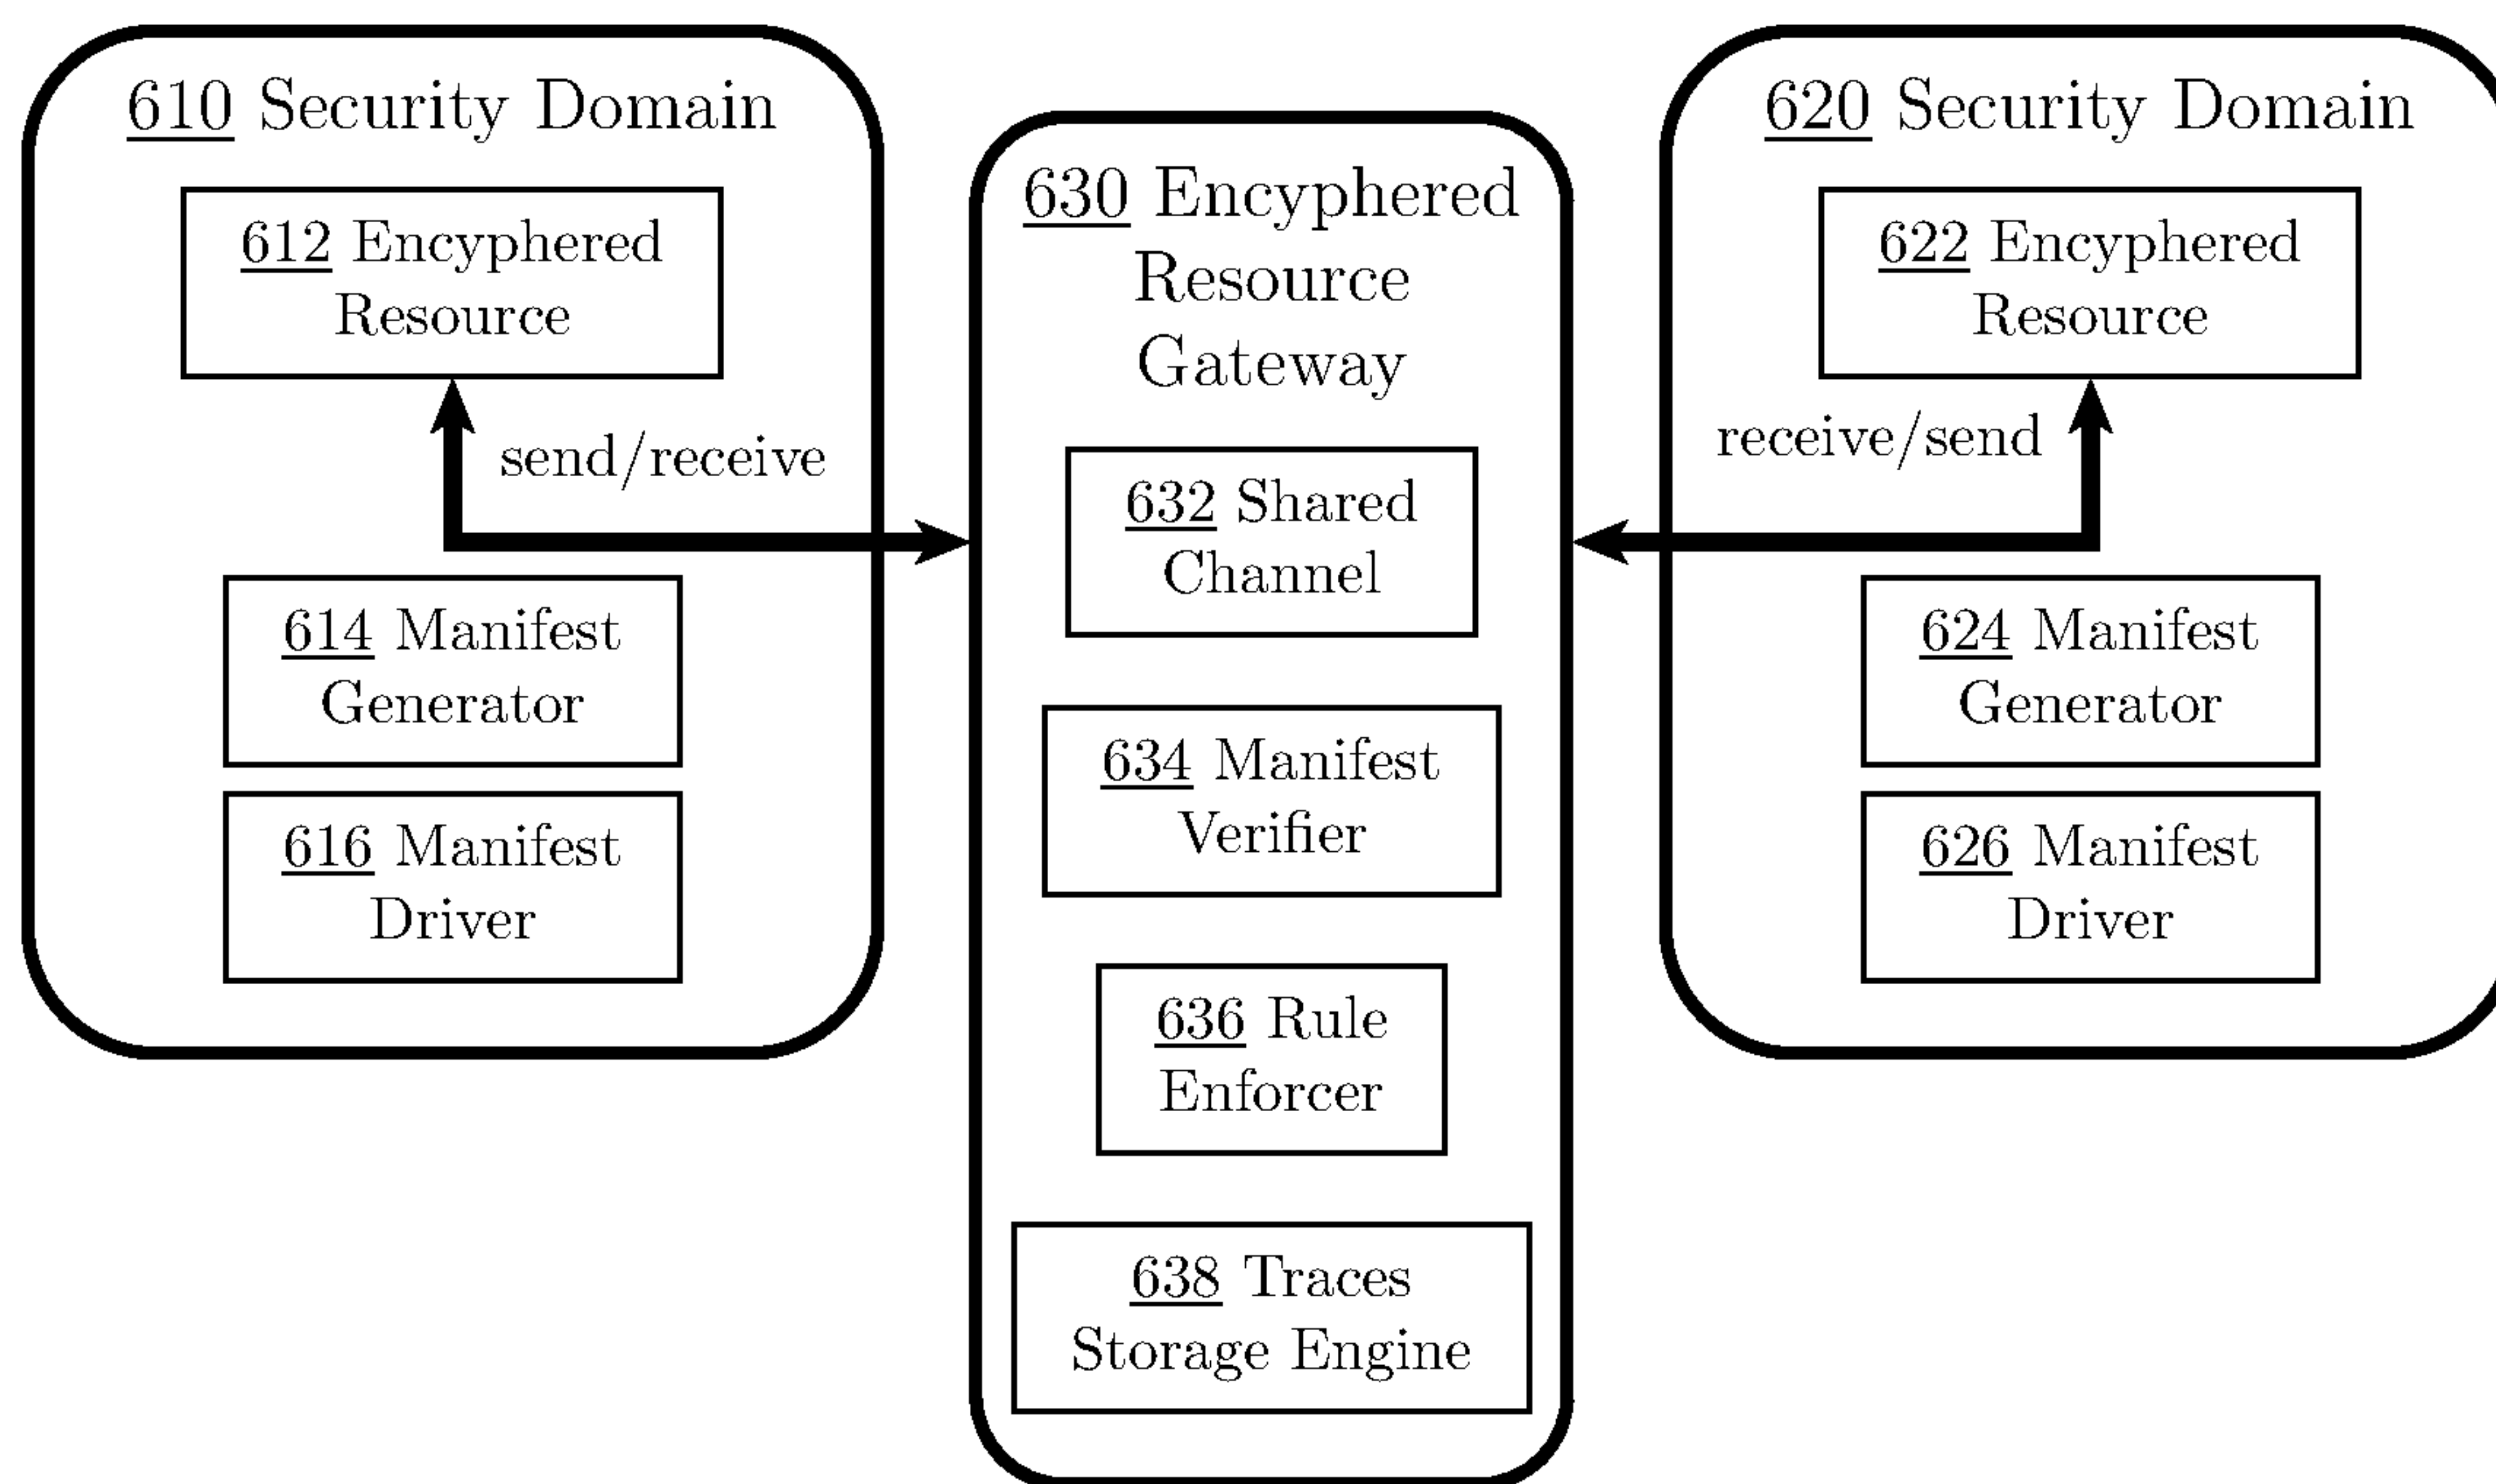 610 Security Domain
612 Encyphered
Resource
send/receive
614 Manifest
Generator
616 Manifest
Driver
630 Encyphered
Resource
Gateway
632 Shared
Channel
634 Manifest
Verifier
636 Rule
Enforcer
638 Traces
Storage Engine
620 Security Domain
622 Encyphered
Resource
receive/send
624 Manifest
Generator
626 Manifest
Driver